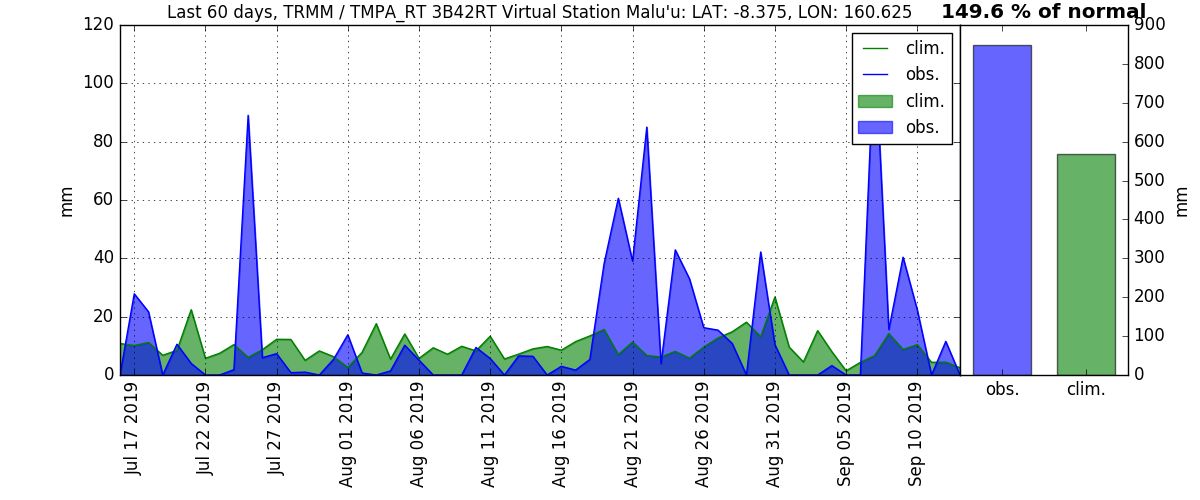 Last 60 days, TRMM / TMPA_RT 3B42RT Virtual Station Malu'u: LAT: -8.375, LON: 160.625
149.6 % of normal
120
100
80
60
40
20
0
mm
clim.
obs.
clim.
obs.
900
800
700
600
500
400
300
200
100
0
mm
Jul 17 2019
Jul 22 2019
Jul 27 2019
Aug 01 2019
Aug 06 2019
Aug 11 2019
Aug 16 2019
Aug 21 2019
Aug 26 2019
Aug 31 2019
Sep 05 2019
Sep 10 2019
obs.
clim.